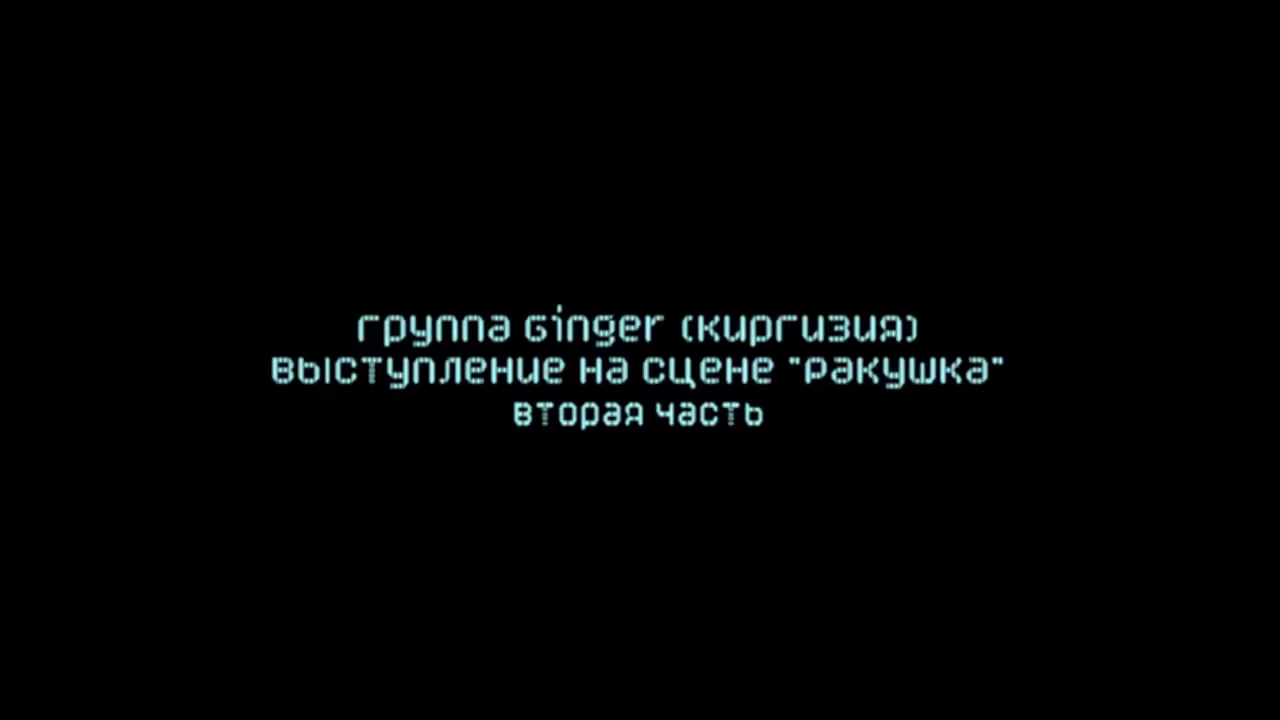 Группа Ginger (Киргизия)
выступление на сцене "Ракушка"
вторая часть